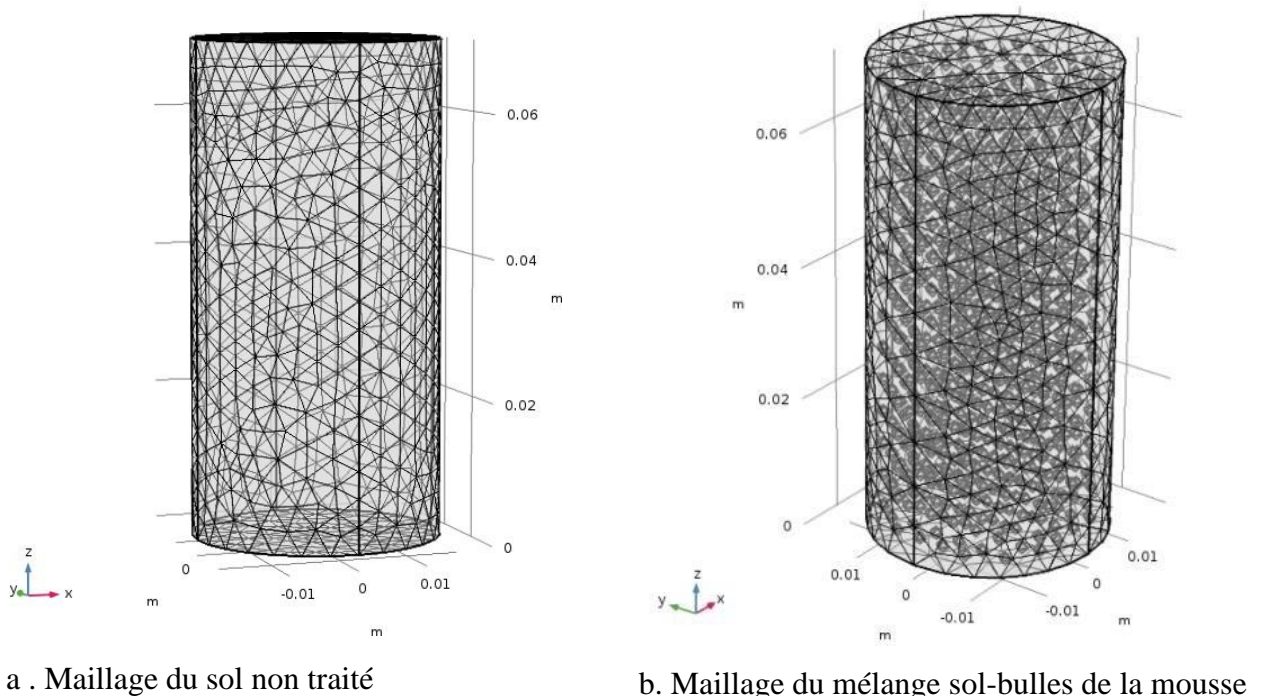 0.06
0.04
m
0.02
0
z
y
x
0
-0.01
0
0.01
m
m
0.06
0.04
m
0.02
0
z
y
x
0.01
0
-0.01
m
-0.01
0
0.01
m
a . Maillage du sol non traité
b. Maillage du mélange sol-bulles de la mousse